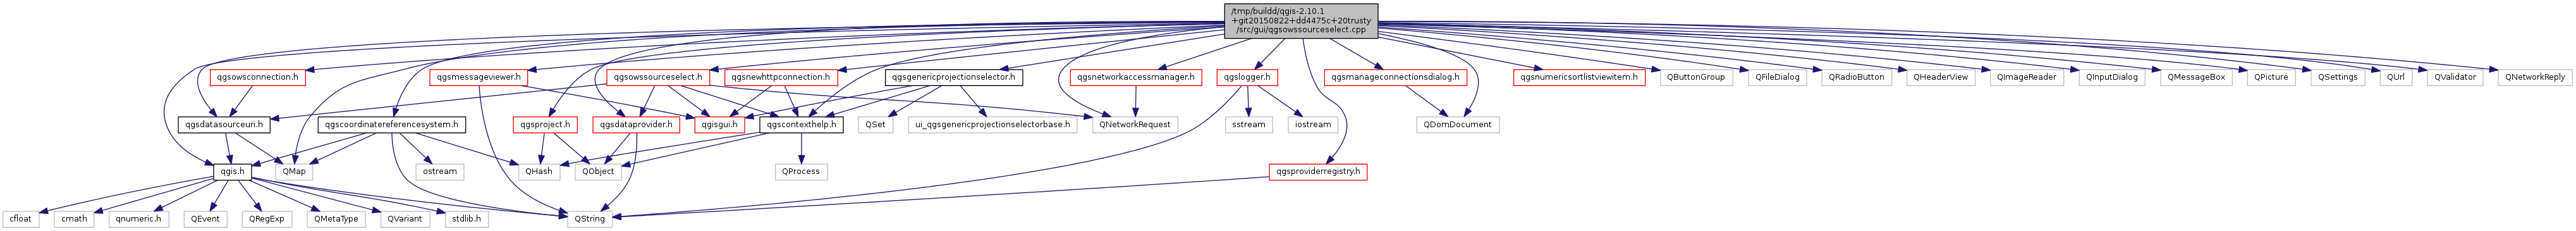 /tmp/buildd/qgis-2.10.1
+git20150822+dd4475c+20trusty
/src/gui/qgsowssourceselect.cpp
qgsowsconnection.h
qgsmessageviewer.h
qgsowssourceselect.h
qgsnewhttpconnection.h
qgsgenericprojectionselector.h
qgsnetworkaccessmanager.h
qgslogger.h
qgsmanageconnectionsdialog.h
qgsnumericsortlistviewitem.h
QButtonGroup
QFileDialog
QRadioButton
QHeaderView
QImageReader
QInputDialog
QMessageBox
QPicture
QSettings
QUrl
QValidator
QNetworkReply
qgsdatasourceuri.h
qgscoordinatereferencesystem.h
qgsproject.h
qgsdataprovider.h
qgisgui.h
qgscontexthelp.h
QSet
ui_qgsgenericprojectionselectorbase.h
QNetworkRequest
sstream
iostream
QDomDocument
qgis.h
QMap
ostream
QHash
QObject
QProcess
qgsproviderregistry.h
cfloat
cmath
qnumeric.h
QEvent
QRegExp
QMetaType
QVariant
stdlib.h
QString